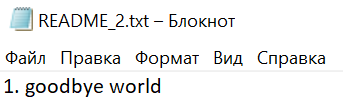 README_2.txt – Блокнот
Файл Правка Формат Вид Справка
1. goodbye world